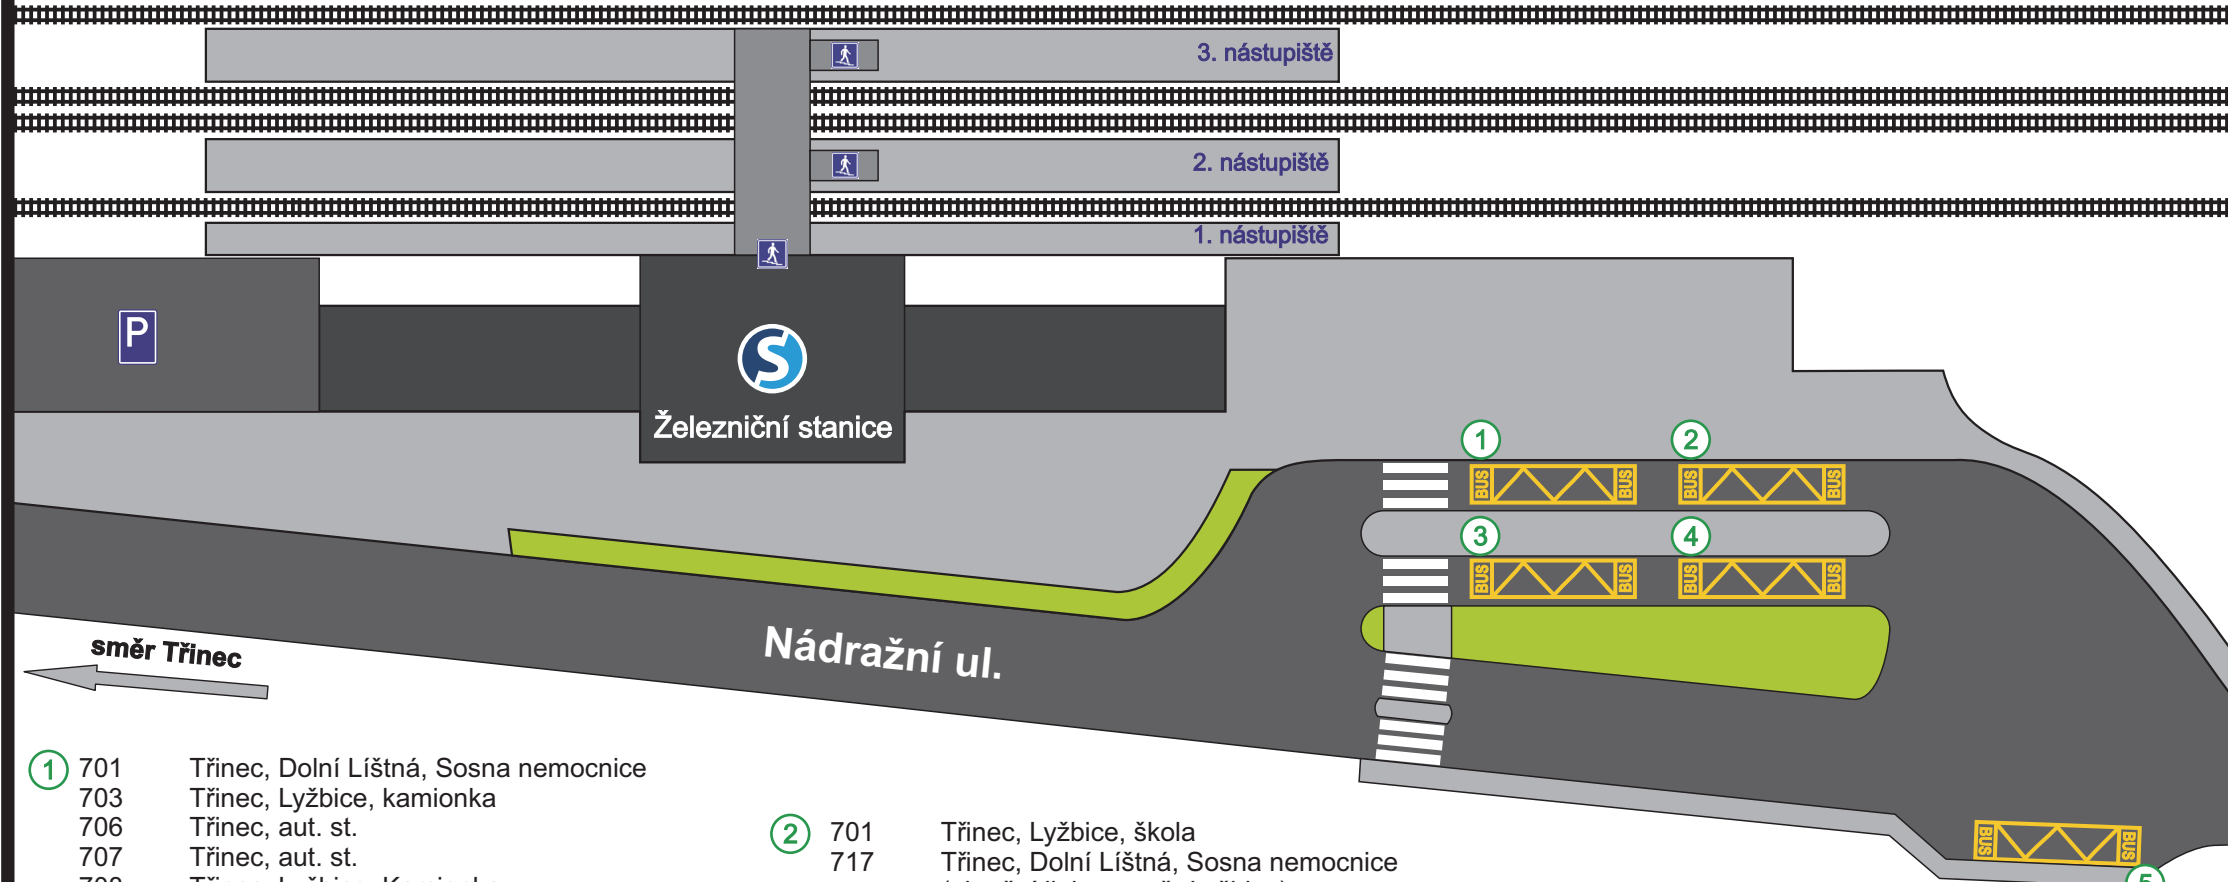 3. nástupiště
2. nástupiště
1. nástupiště
P
S
Železniční stanice
1
2
BUS BUS BUS BUS
3
4
BUS BUS BUS BUS
Nádražní ul.
směr Třinec
BUS BUS
5
1 701 Třinec, Dolní Líštná, Sosna nemocnice
703 Třinec, Lyžbice, kamionka
706 Třinec, aut. st.
707 Třinec, aut. st.
2 701 Třinec, Lyžbice, škola
717 Třinec, Dolní Líštná, Sosna nemocnice